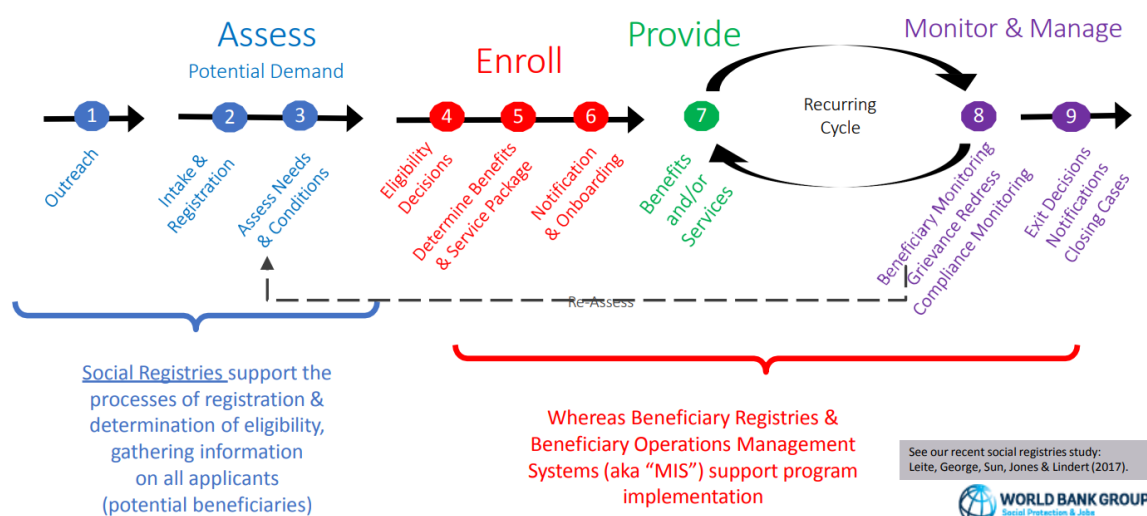 Assess
Potential Demand
Enroll
Provide
Monitor & Manage
1
2
3
4
5
6
7
8
9
Recurring
Cycle
Outreach
Intake &
Registration
Assess Needs
& Conditions
Eligibility
Decisions
Determine Benefits
& Service Package
Notification
& Onboarding
Benefits
and/or
Services
Beneficiary Monitoring
Grievance Redress
Compliance Monitoring
Exit Decisions
Notifications
Closing Cases
Re-Assess
Social Registries support the
processes of registration &
determination of eligibility,
gathering information
on all applicants
(potential beneficiaries)
Whereas Beneficiary Registries &
Beneficiary Operations Management
Systems (aka “MIS”) support program
implementation
See our recent social registries study:
Leite, George, Sun, Jones & Lindert (2017).
WORLD BANK GROUP
Social Protection & Jobs